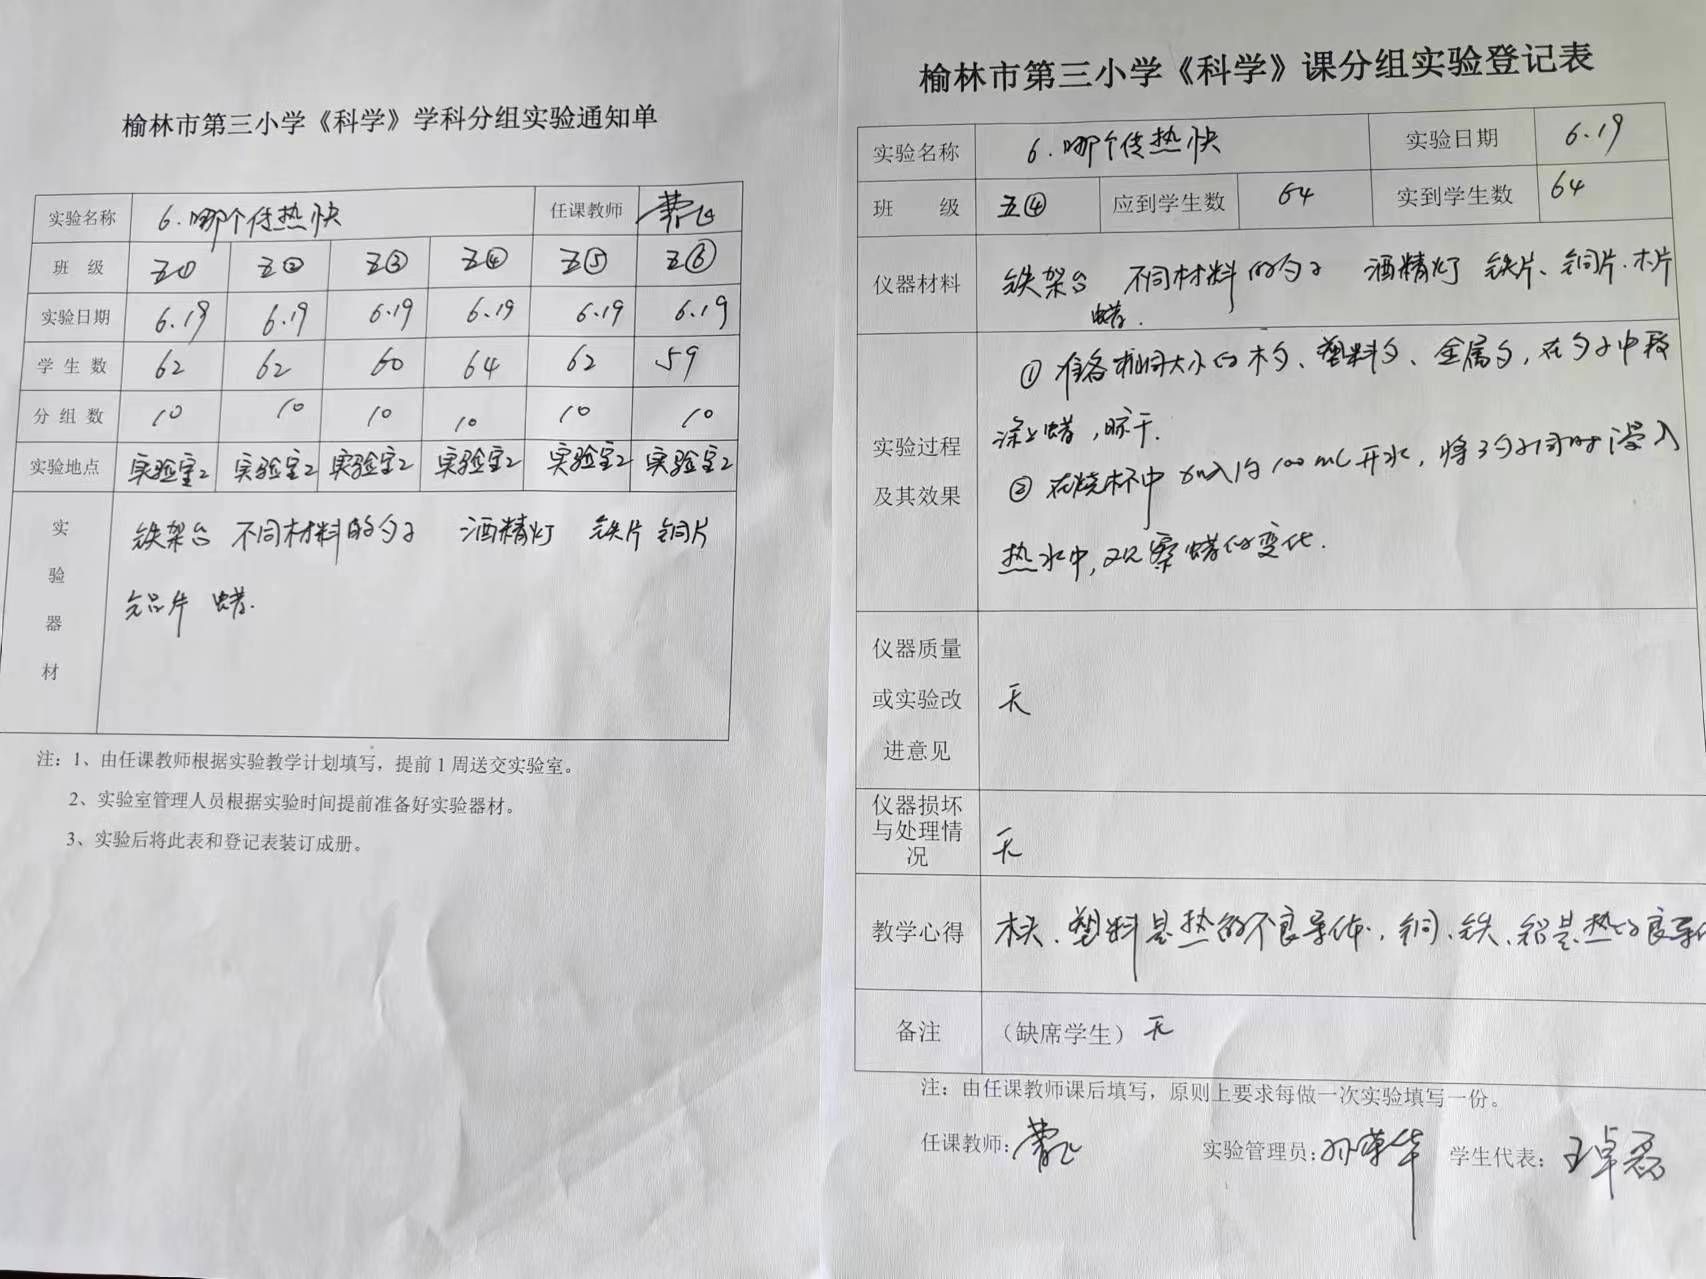 榆林市第三小学《科学》学科分组实验通知单
实验名称 6.哪个传热快 任课教师
班 级 五① 五② 五③ 五④ 五⑤ 五⑥
实验日期 6.19 6.19 6.19 6.19 6.19 6.19
学生数 62 62 60 64 62 59
分组数 10 10 10 10 10 10
实验地点 实验室2 实验室2 实验室2 实验室2 实验室2 实验室2
实验器材 铁架台 不同材料的勺子 酒精灯 铁片 铜片
铝片 蜡.
注：1、由任课教师根据实验教学计划填写，提前1周送交实验室。
2、实验室管理人员根据实验时间提前准备好实验器材。
3、实验后将此表和登记表装订成册。
榆林市第三小学《科学》课分组实验登记表
实验名称 6.哪个传热快 实验日期 6.19
班 级 五④ 应到学生数 64 实到学生数 64
仪器材料 铁架台 不同材料的勺子 酒精灯 铁片、铜片、木片
蜡.
实验过程及其效果 ① 准备相同大小的木勺、塑料勺、金属勺，在勺子中段
涂上蜡，晾干.
② 在烧杯中加入约100mL开水，将3勺子同时浸入
热水中，观察蜡的变化.
仪器质量或实验改进意见 无
仪器损坏与处理情况 无
教学心得 木头、塑料是热的不良导体，铜、铁、铝是热的良导体
备注 （缺席学生）无
注：由任课教师课后填写，原则上要求每做一次实验填写一份。
任课教师: 实验管理员: 学生代表: 王卓磊